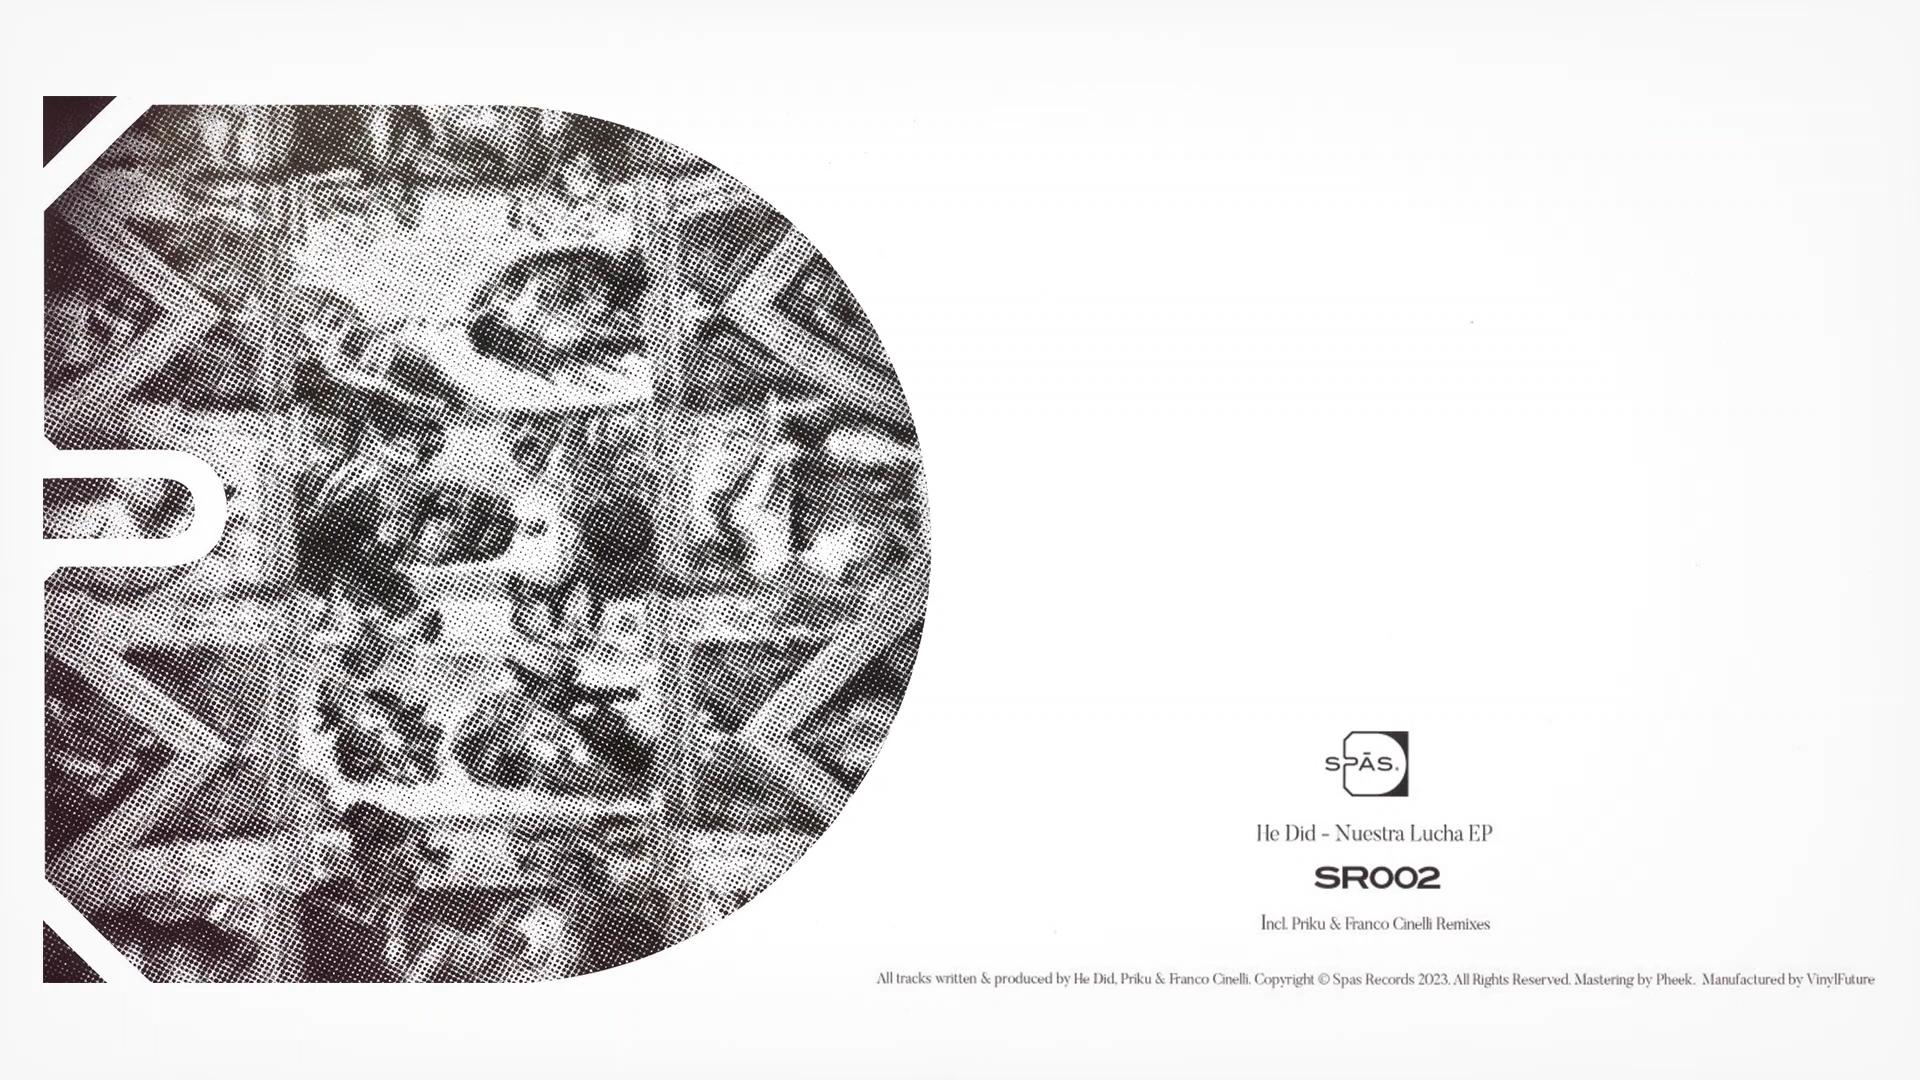 SPĀS.
He Did - Nuestra Lucha EP
SR002
Incl. Priku & Franco Cinelli Remixes
All tracks written & produced by He Did, Priku & Franco Cinelli. Copyright © Spas Records 2023. All Rights Reserved. Mastering by Pheek. Manufactured by VinylFuture